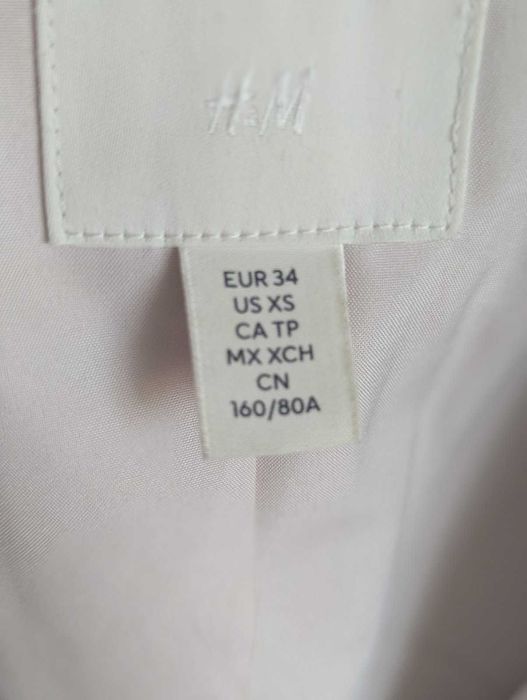 H&M
EUR 34
US XS
CA TP
MX XCH
CN
160/80A